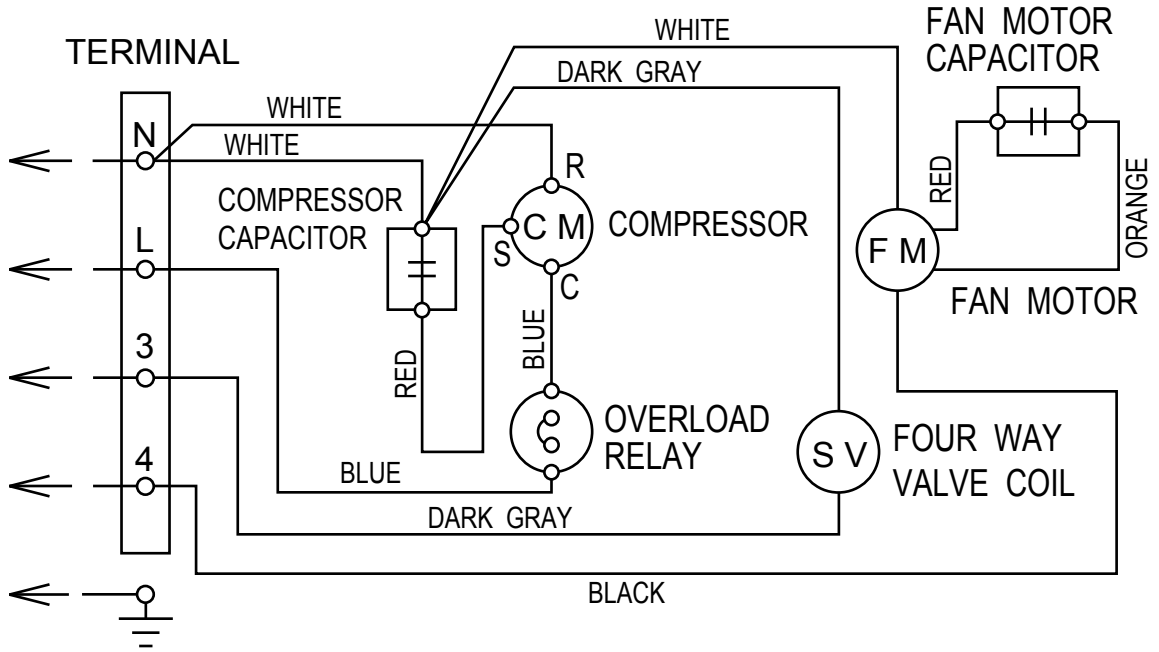 WHITE
FAN MOTOR
CAPACITOR
TERMINAL
DARK GRAY
WHITE
N
WHITE
R
RED
ORANGE
COMPRESSOR
CAPACITOR
C M
COMPRESSOR
S
L
F M
C
FAN MOTOR
BLUE
3
RED
OVERLOAD
RELAY
S V
FOUR WAY
VALVE COIL
4
BLUE
DARK GRAY
BLACK